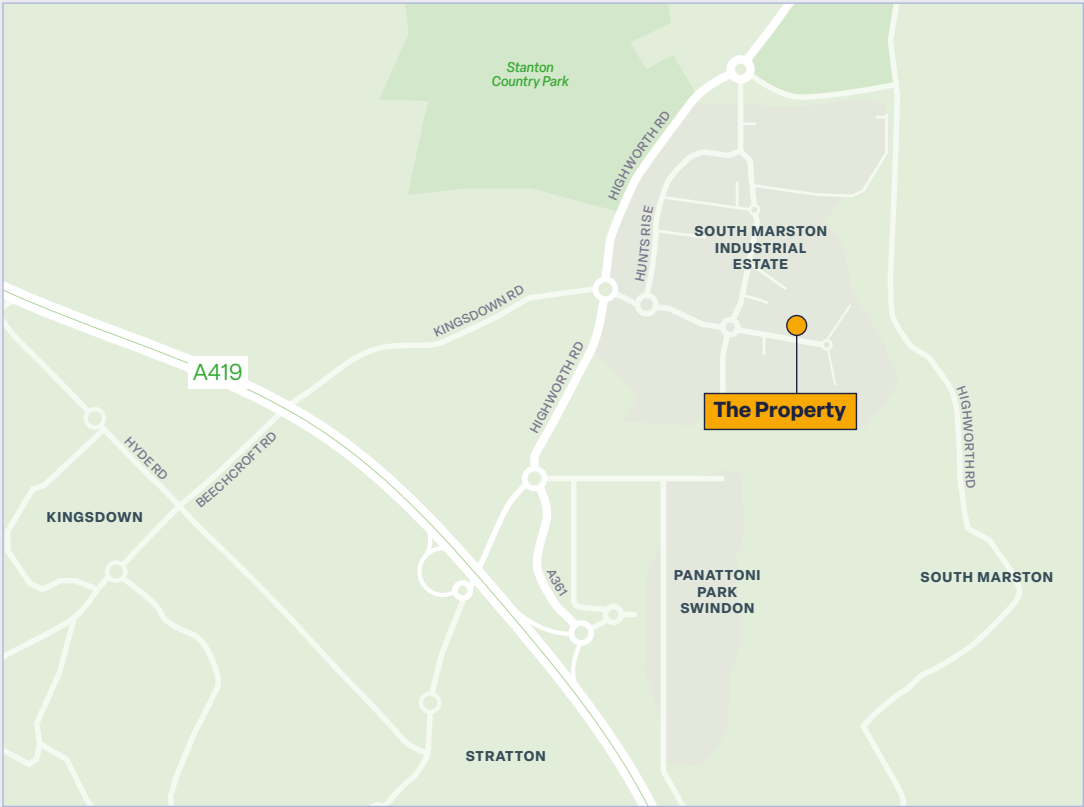 Stanton
Country Park
HIGHWORTH RD
HUNTS RISE
SOUTH MARSTON
INDUSTRIAL
ESTATE
KINGSDOWN RD
A419
HIGHWORTH RD
The Property
HIGHWORTH RD
HYDE RD
BEECHCROFT RD
KINGSDOWN
A361
PANATTONI
PARK
SWINDON
SOUTH MARSTON
STRATTON